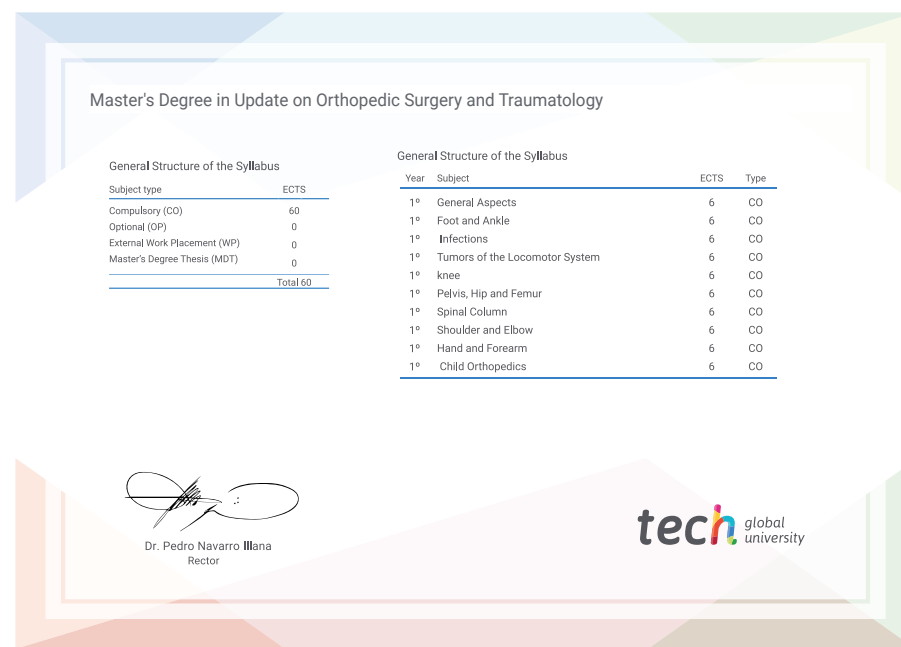 Master's Degree in Update on Orthopedic Surgery and Traumatology
General Structure of the Syllabus
Subject type ECTS
Compulsory (CO) 60
Optional (OP) 0
External Work Placement (WP) 0
Master's Degree Thesis (MDT) 0
Total 60
General Structure of the Syllabus
Year Subject ECTS Type
1º General Aspects 6 CO
1º Foot and Ankle 6 CO
1º Infections 6 CO
1º Tumors of the Locomotor System 6 CO
1º knee 6 CO
1º Pelvis, Hip and Femur 6 CO
1º Spinal Column 6 CO
1º Shoulder and Elbow 6 CO
1º Hand and Forearm 6 CO
1º Child Orthopedics 6 CO
Dr. Pedro Navarro Illana
Rector
tech global university